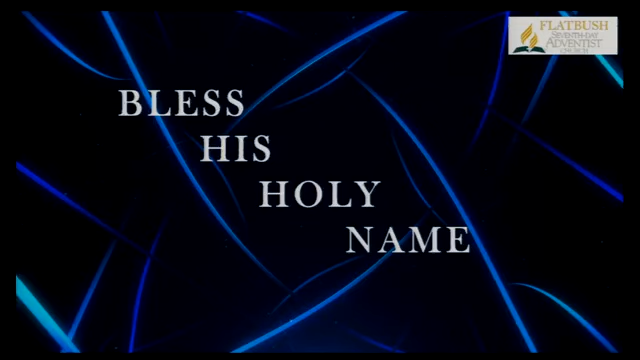 BLESS
HIS
HOLY
NAME
FLATBUSH
SEVENTH-DAY
ADVENTIST
CHURCH